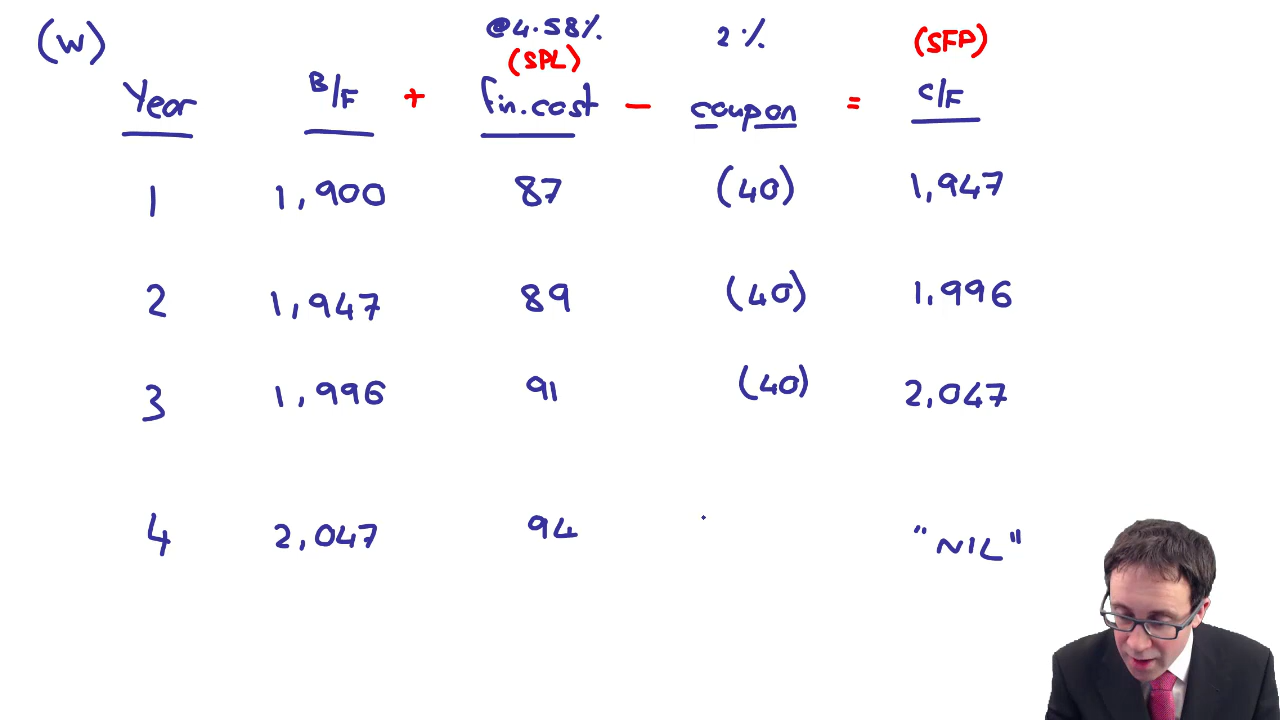 (W) @4.58% 2%
(SPL) (SFP)
Year B/F + fin.cost - coupon = C/F
1 1,900 87 (40) 1,947
2 1,947 89 (40) 1,996
3 1,996 91 (40) 2,047
4 2,047 94 "NIL"